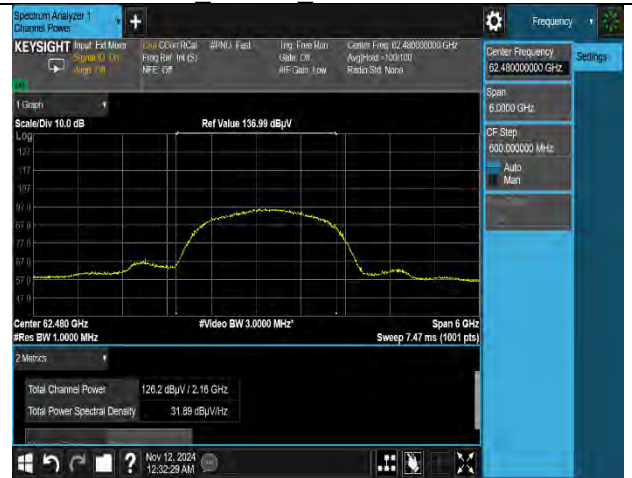 Spectrum Analyzer 1
Channel Power
+
Frequency
KEYSIGHT Input: Ext Mixer
Signal ID: On
Align: Off
CCorr RCal
Freq Ref: Int (S)
NFE: Off
#PNO: Fast
Trig: Free Run
Gate: Off
#IF Gain: Low
Center Freq: 62.480000000 GHz
Avg|Hold:>100/100
Radio Std: None
Center Frequency
62.480000000 GHz
Settings
Span
6.0000 GHz
CF Step
600.000000 MHz
Auto
Man
1 Graph
Scale/Div 10.0 dB
Ref Value 136.99 dBµV
Log
127
117
107
97.0
87.0
77.0
67.0
57.0
47.0
Center 62.480 GHz
#Video BW 3.0000 MHz*
Span 6 GHz
#Res BW 1.0000 MHz
Sweep 7.47 ms (1001 pts)
2 Metrics
Total Channel Power 126.2 dBµV / 2.16 GHz
Total Power Spectral Density 31.89 dBµV/Hz
?
Nov 12, 2024
12:32:29 AM